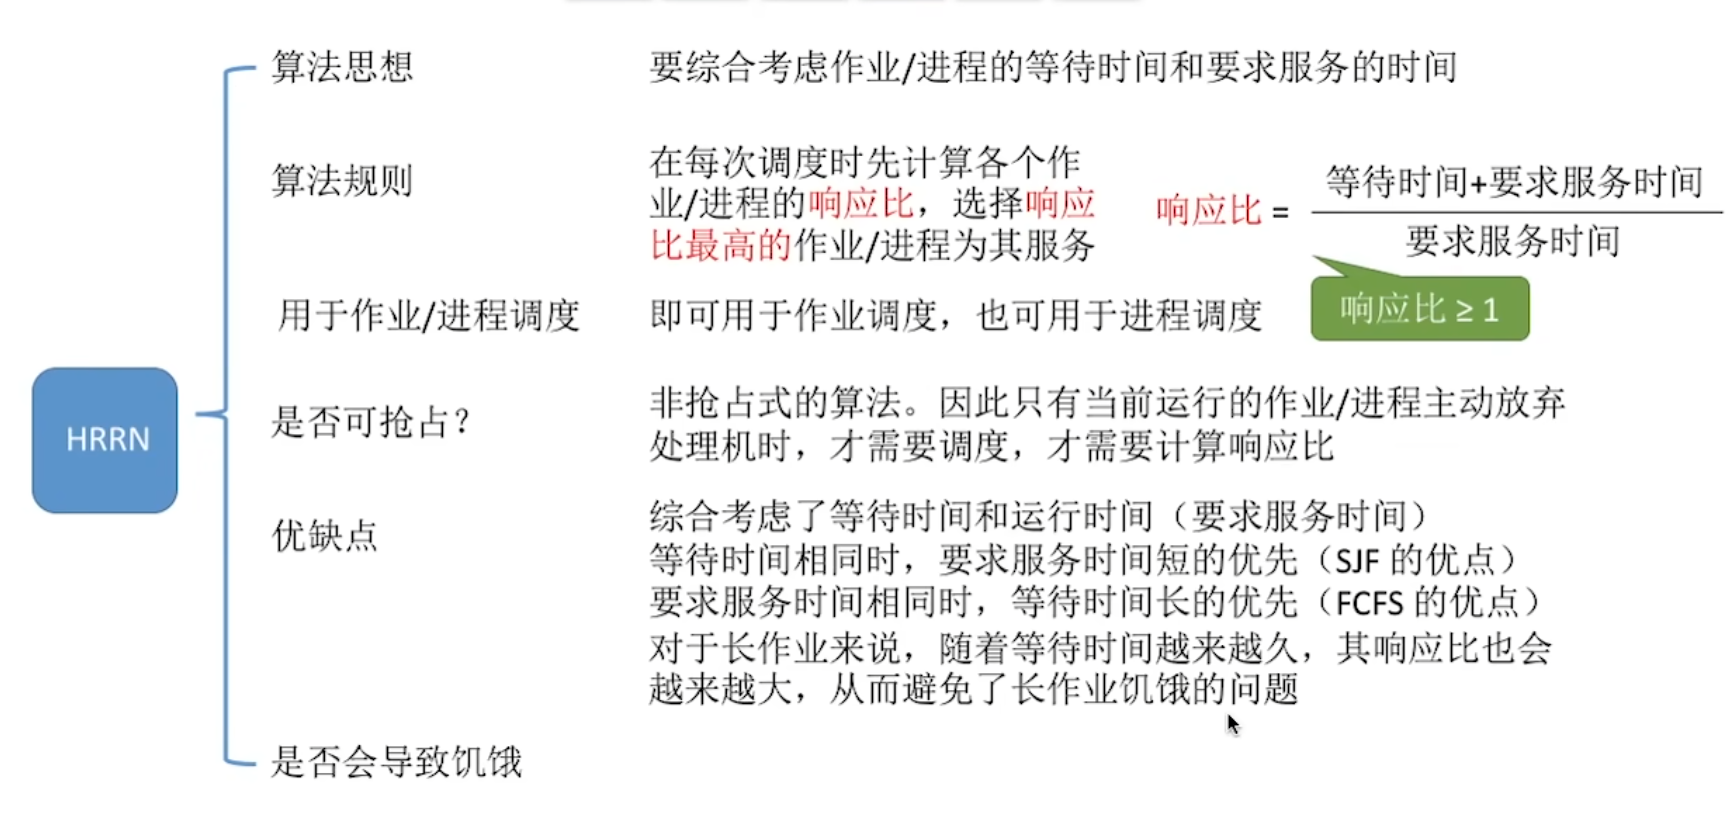 算法思想
要综合考虑作业/进程的等待时间和要求服务的时间
算法规则
在每次调度时先计算各个作
业/进程的响应比，选择响应
比最高的作业/进程为其服务
响应比 =
等待时间+要求服务时间
要求服务时间
响应比 ≥ 1
用于作业/进程调度
即可用于作业调度，也可用于进程调度
HRRN
是否可抢占？
非抢占式的算法。因此只有当前运行的作业/进程主动放弃
处理机时，才需要调度，才需要计算响应比
优缺点
综合考虑了等待时间和运行时间（要求服务时间）
等待时间相同时，要求服务时间短的优先（SJF 的优点）
要求服务时间相同时，等待时间长的优先（FCFS 的优点）
对于长作业来说，随着等待时间越来越久，其响应比也会
越来越大，从而避免了长作业饥饿的问题
是否会导致饥饿